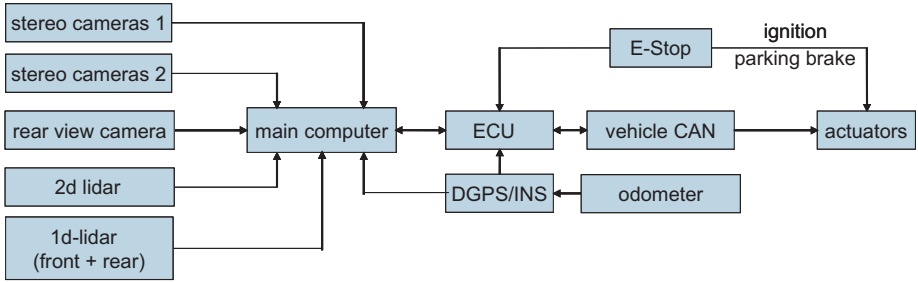 stereo cameras 1
stereo cameras 2
rear view camera
2d lidar
1d-lidar
(front + rear)
main computer
ECU
DGPS/INS
E-Stop
vehicle CAN
odometer
ignition
parking brake
actuators